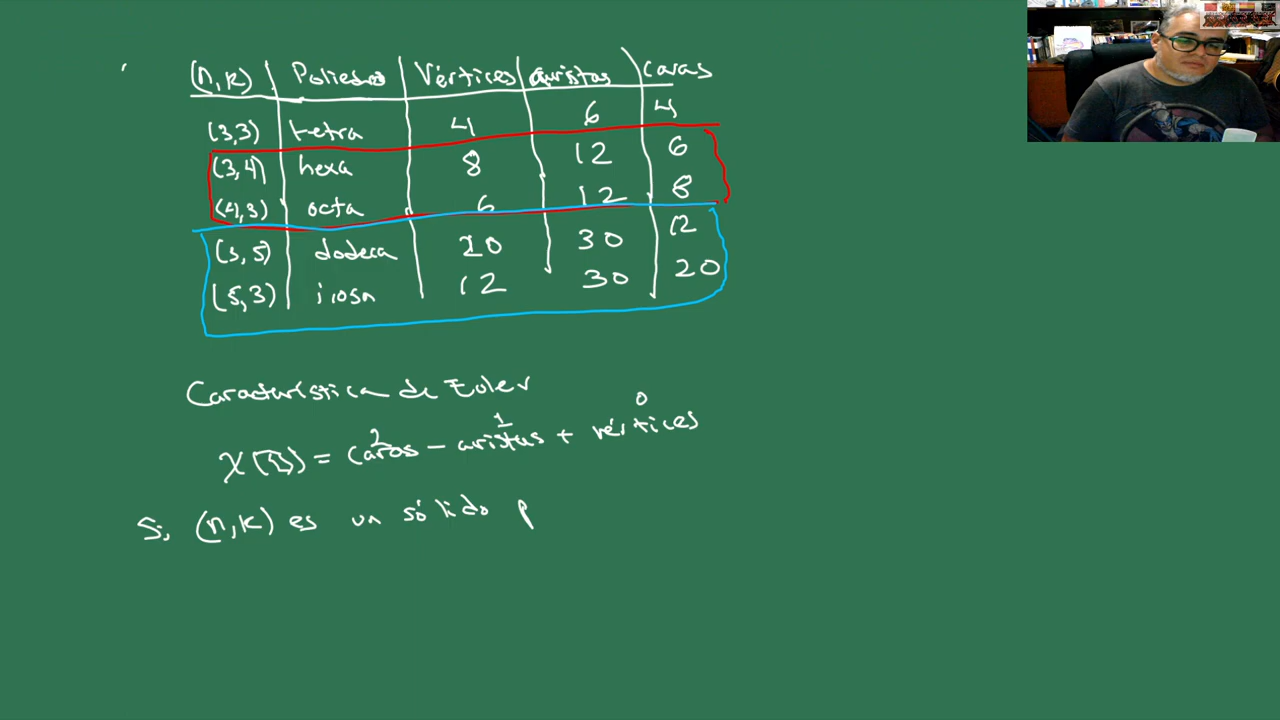 (n,k) Poliedro Vértices aristas caras
(3,3) tetra 4 6 4
(3,4) hexa 8 12 6
(4,3) octa 6 12 8
(3,5) dodeca 20 30 12
(5,3) icosa 12 30 20
Característica de Euler
2 1 0
= caras - aristas + vértices
Si (n,k) es un sólido p